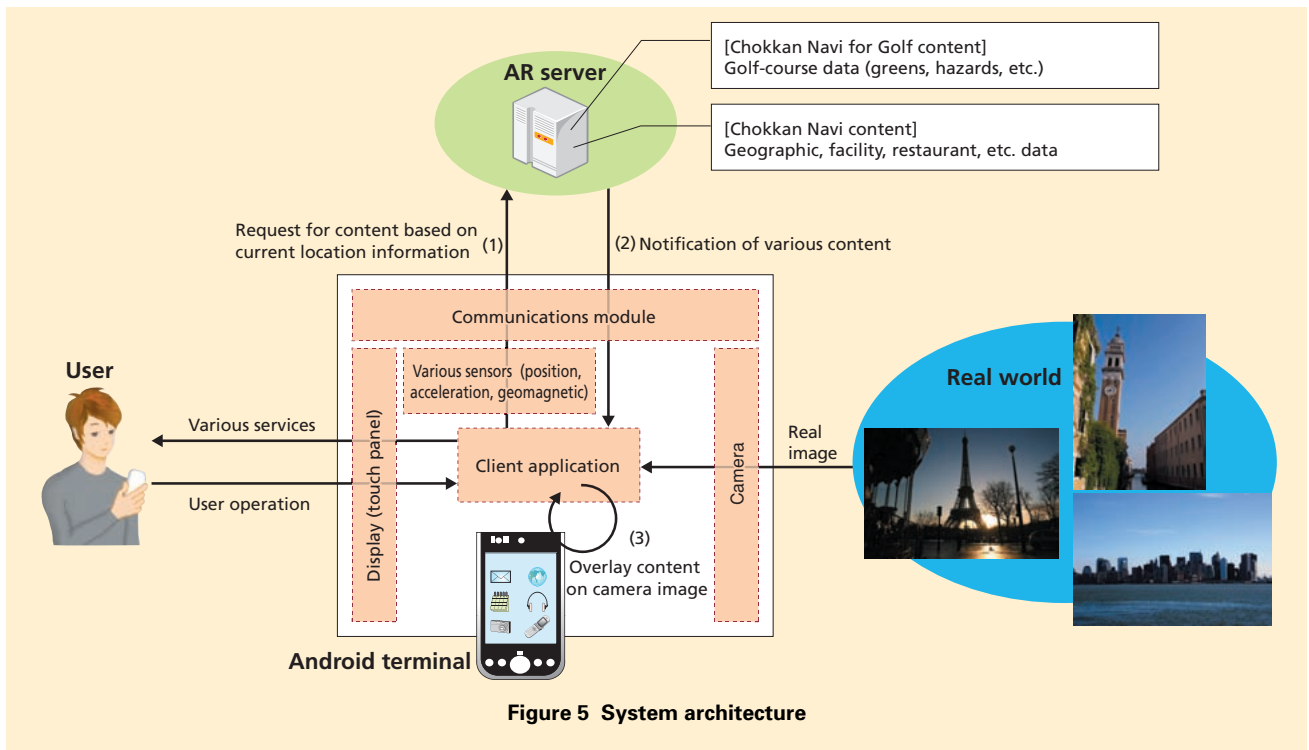 AR server
[Chokkan Navi for Golf content]
Golf-course data (greens, hazards, etc.)
[Chokkan Navi content]
Geographic, facility, restaurant, etc. data
Request for content based on
current location information
(1)
(2) Notification of various content
Communications module
Various sensors (position,
acceleration, geomagnetic)
User
Various services
User operation
Display (touch panel)
Client application
Camera
Real
image
Real world
(3)
Overlay content
on camera image
Android terminal
Figure 5 System architecture